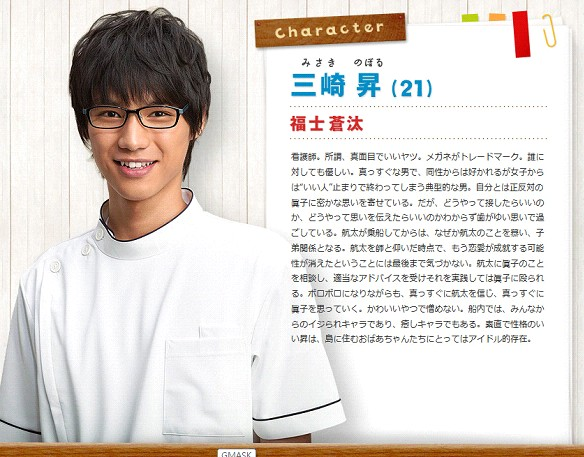 Character
みさき のぼる
三崎 昇 (21)
福士蒼汰
看護師。所謂、真面目でいいヤツ。メガネがトレードマーク。誰に
対しても優しい。真っすぐな男で、同性からは好かれるが女子から
は“いい人”止まりで終わってしまう典型的な男。自分とは正反対の
眞子に密かな思いを寄せている。だが、どうやって接したらいいの
か、どうやって思いを伝えたらいいのかわからず歯がゆい思いで過
ごしている。航太が乗船してからは、なぜか航太のことを慕い、子
弟関係となる。航太を師と仰いだ時点で、もう恋愛が成就する可能
性が消えたということには最後まで気づかない。航太に眞子のこと
を相談し、適当なアドバイスを受けそれを実践しては眞子に殴られ
る。ボロボロになりながらも、真っすぐに航太を信じ、真っすぐに
眞子を思っていく。かわいいやつで憎めない。船内では、みんなか
らのイジられキャラであり、癒しキャラでもある。素直で性格のい
い昇は、島に住むおばあちゃんたちにとってはアイドル的存在。
GMASK